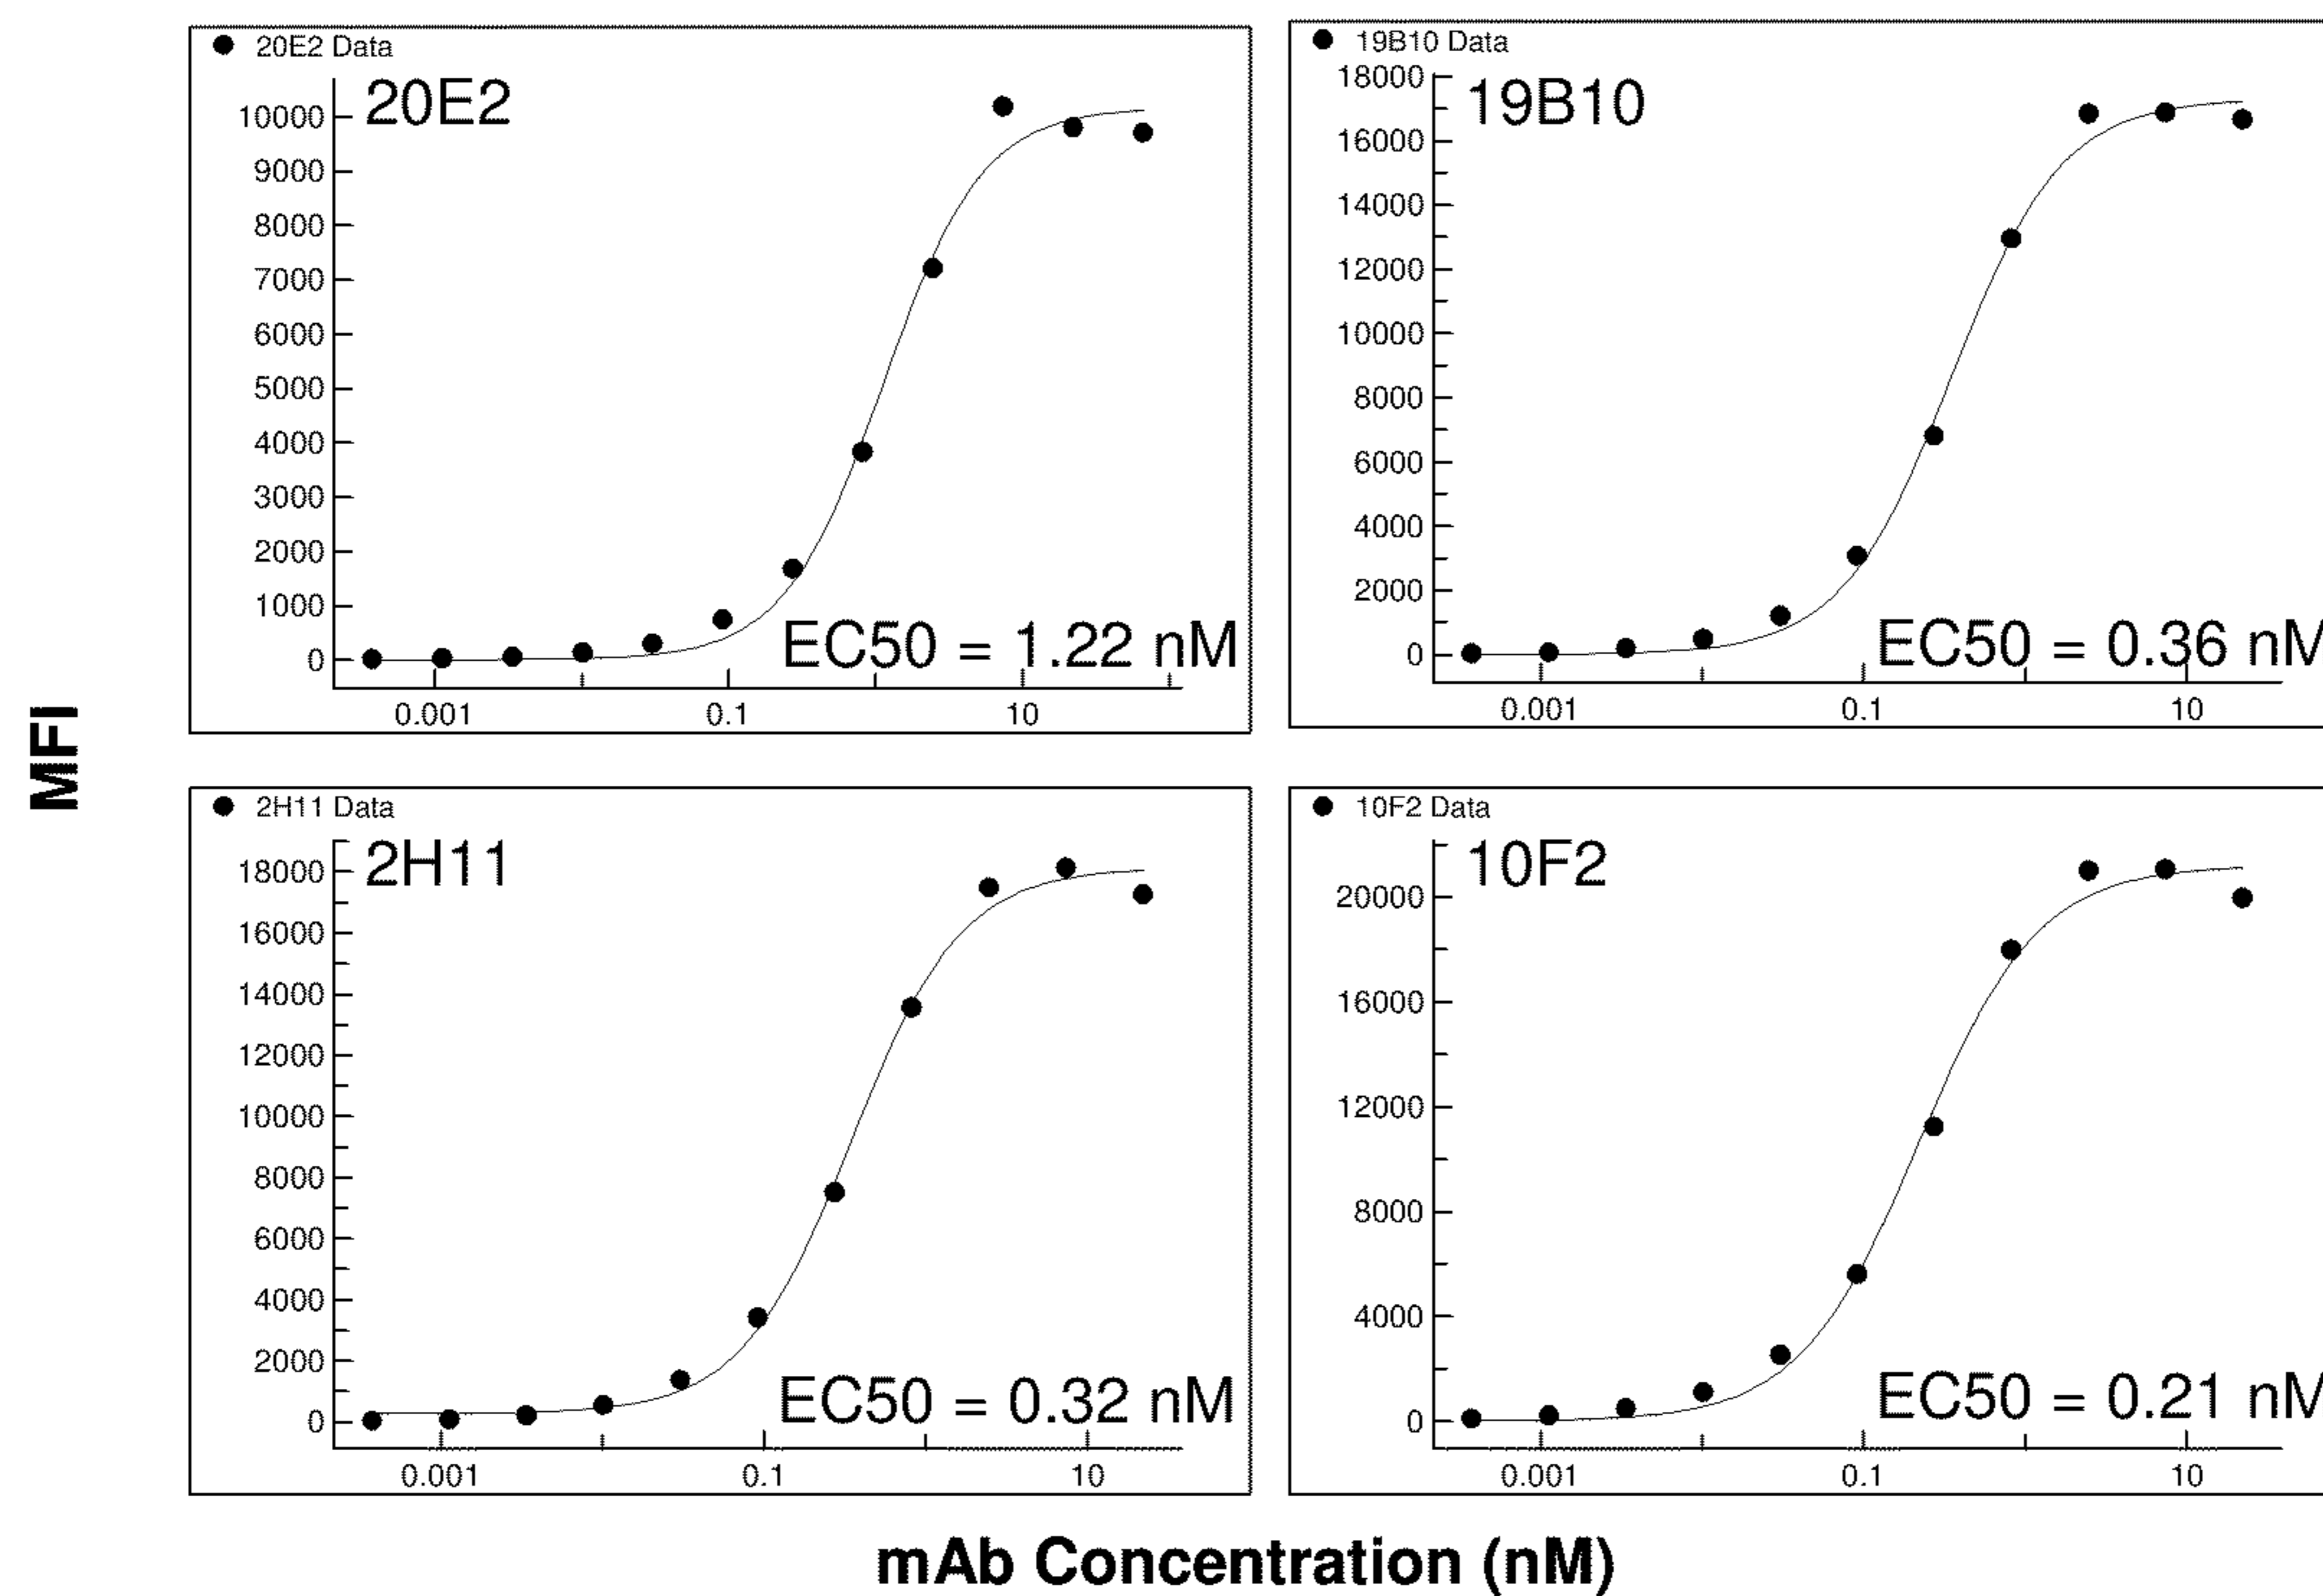 20E2 Data
20E2
10000
9000
8000
7000
6000
5000
4000
3000
2000
1000
0
EC50 = 1.22 nM
0.001 0.1 10
19B10 Data
19B10
18000
16000
14000
12000
10000
8000
6000
4000
2000
0
EC50 = 0.36 nM
0.001 0.1 10
MFI
2H11 Data
2H11
18000
16000
14000
12000
10000
8000
6000
4000
2000
0
EC50 = 0.32 nM
0.001 0.1 10
10F2 Data
10F2
20000
16000
12000
8000
4000
0
EC50 = 0.21 nM
0.001 0.1 10
mAb Concentration (nM)